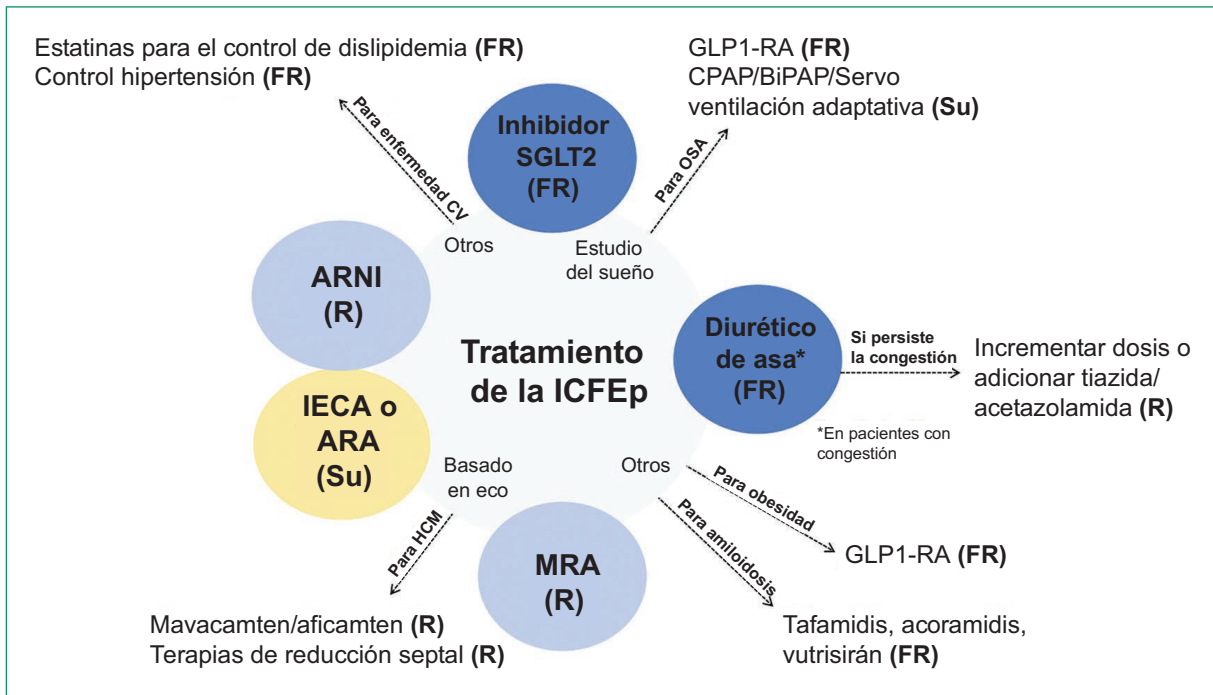 Estatinas para el control de dislipidemia (FR)
Control hipertensión (FR)
GLP1-RA (FR)
CPAP/BiPAP/Servo
ventilación adaptativa (Su)
Para enfermedad CV
Inhibidor
SGLT2
(FR)
Para OSA
Otros
Estudio
del sueño
ARNI
(R)
Tratamiento
de la ICFEp
Diurético
de asa*
(FR)
Si persiste
la congestión
Incrementar dosis o
adicionar tiazida/
acetazolamida (R)
*En pacientes con
congestión
IECA o
ARA
(Su)
Basado
en eco
Otros
Para HCM
MRA
(R)
Para obesidad
Para amiloidosis
GLP1-RA (FR)
Mavacamten/aficamten (R)
Terapias de reducción septal (R)
Tafamidis, acoramidis,
vutrisirán (FR)